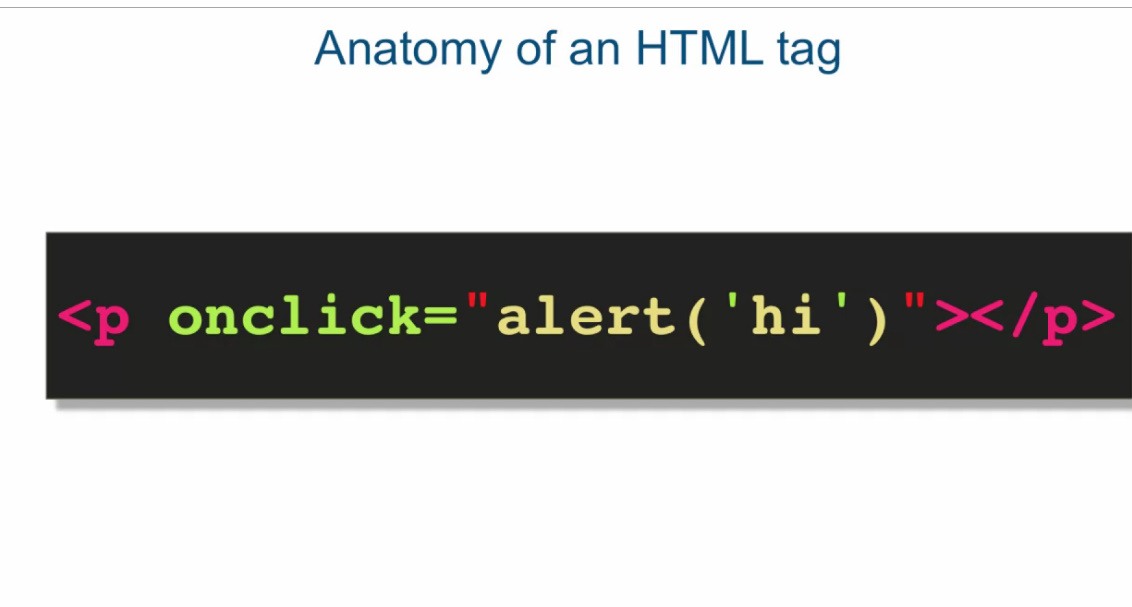 Anatomy of an HTML tag
<p onclick="alert('hi')"></p>